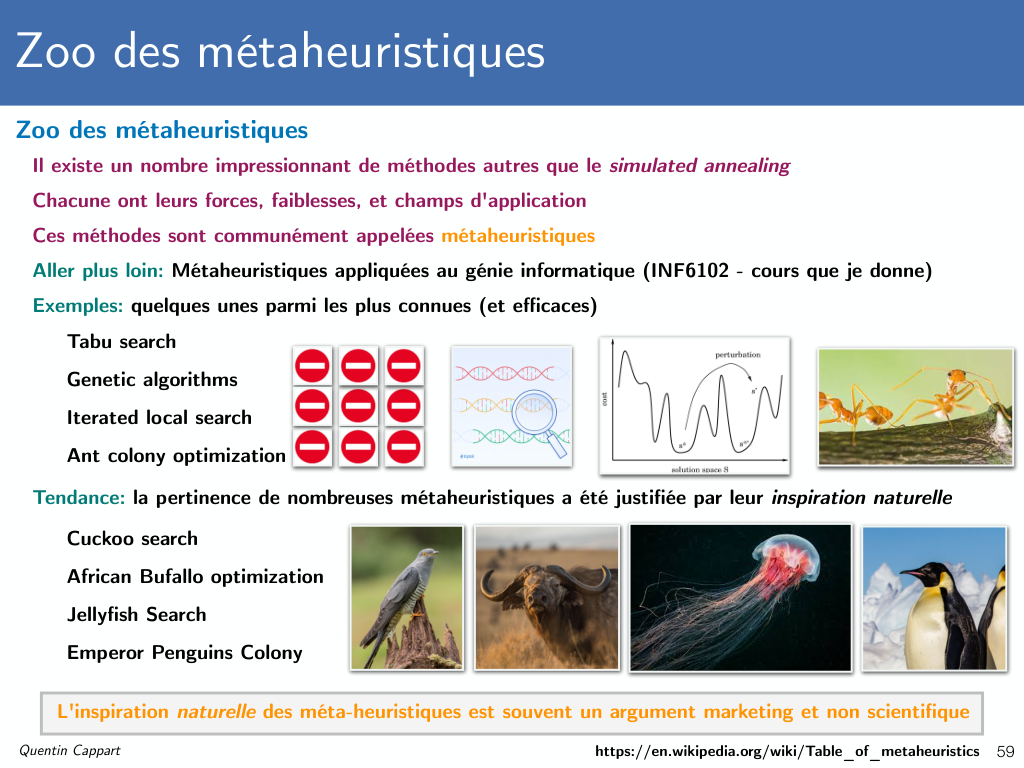 Zoo des métaheuristiques
Zoo des métaheuristiques
Il existe un nombre impressionnant de méthodes autres que le simulated annealing
Chacune ont leurs forces, faiblesses, et champs d'application
Ces méthodes sont communément appelées métaheuristiques
Aller plus loin: Métaheuristiques appliquées au génie informatique (INF6102 - cours que je donne)
Exemples: quelques unes parmi les plus connues (et efficaces)
Tabu search
Genetic algorithms
Iterated local search
Ant colony optimization
perturbation
cost
s'
s*
s*'
solution space S
Tendance: la pertinence de nombreuses métaheuristiques a été justifiée par leur inspiration naturelle
Cuckoo search
African Bufallo optimization
Jellyfish Search
Emperor Penguins Colony
L'inspiration naturelle des méta-heuristiques est souvent un argument marketing et non scientifique
Quentin Cappart
https://en.wikipedia.org/wiki/Table_of_metaheuristics
59